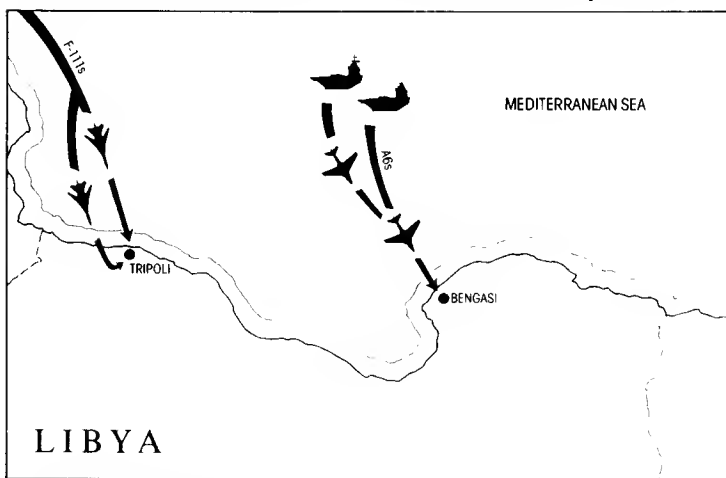 F-111s
MEDITERRANEAN SEA
A6s
TRIPOLI
BENGASI
LIBYA